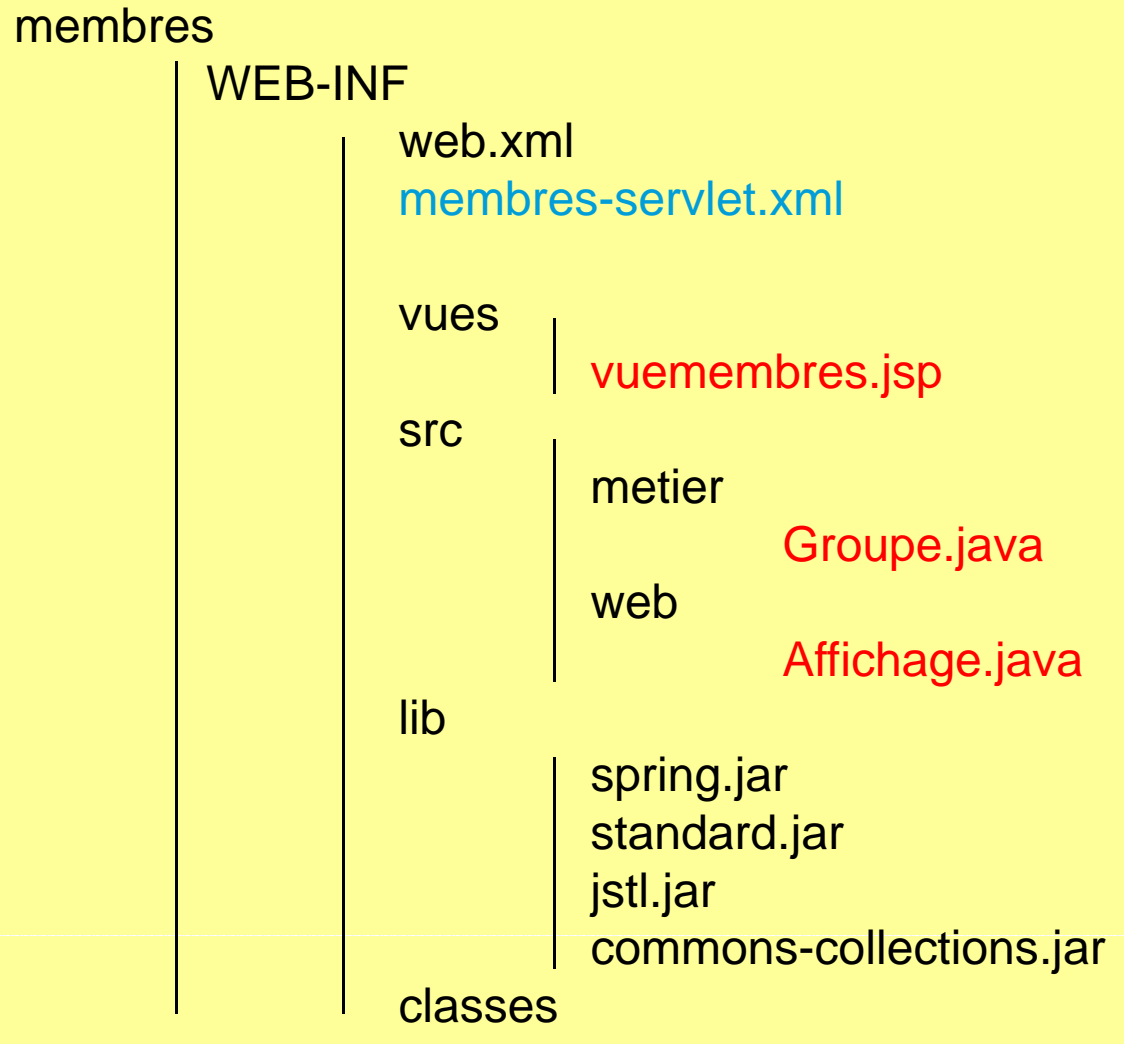 membres
WEB-INF
web.xml
membres-servlet.xml
vues
vuemembres.jsp
src
metier
Groupe.java
web
Affichage.java
lib
spring.jar
standard.jar
jstl.jar
commons-collections.jar
classes